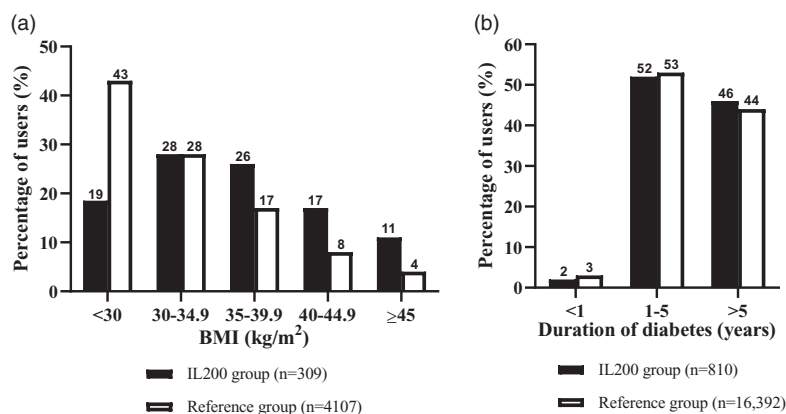 (a)
Percentage of users (%)
50
40
30
20
10
0
19 43
28 28
26 17
17 8
11 4
<30 30-34.9 35-39.9 40-44.9 ≥45
BMI (kg/m²)
IL200 group (n=309)
Reference group (n=4107)
(b)
Percentage of users (%)
60
50
40
30
20
10
0
2 3
52 53
46 44
<1 1-5 >5
Duration of diabetes (years)
IL200 group (n=810)
Reference group (n=16,392)